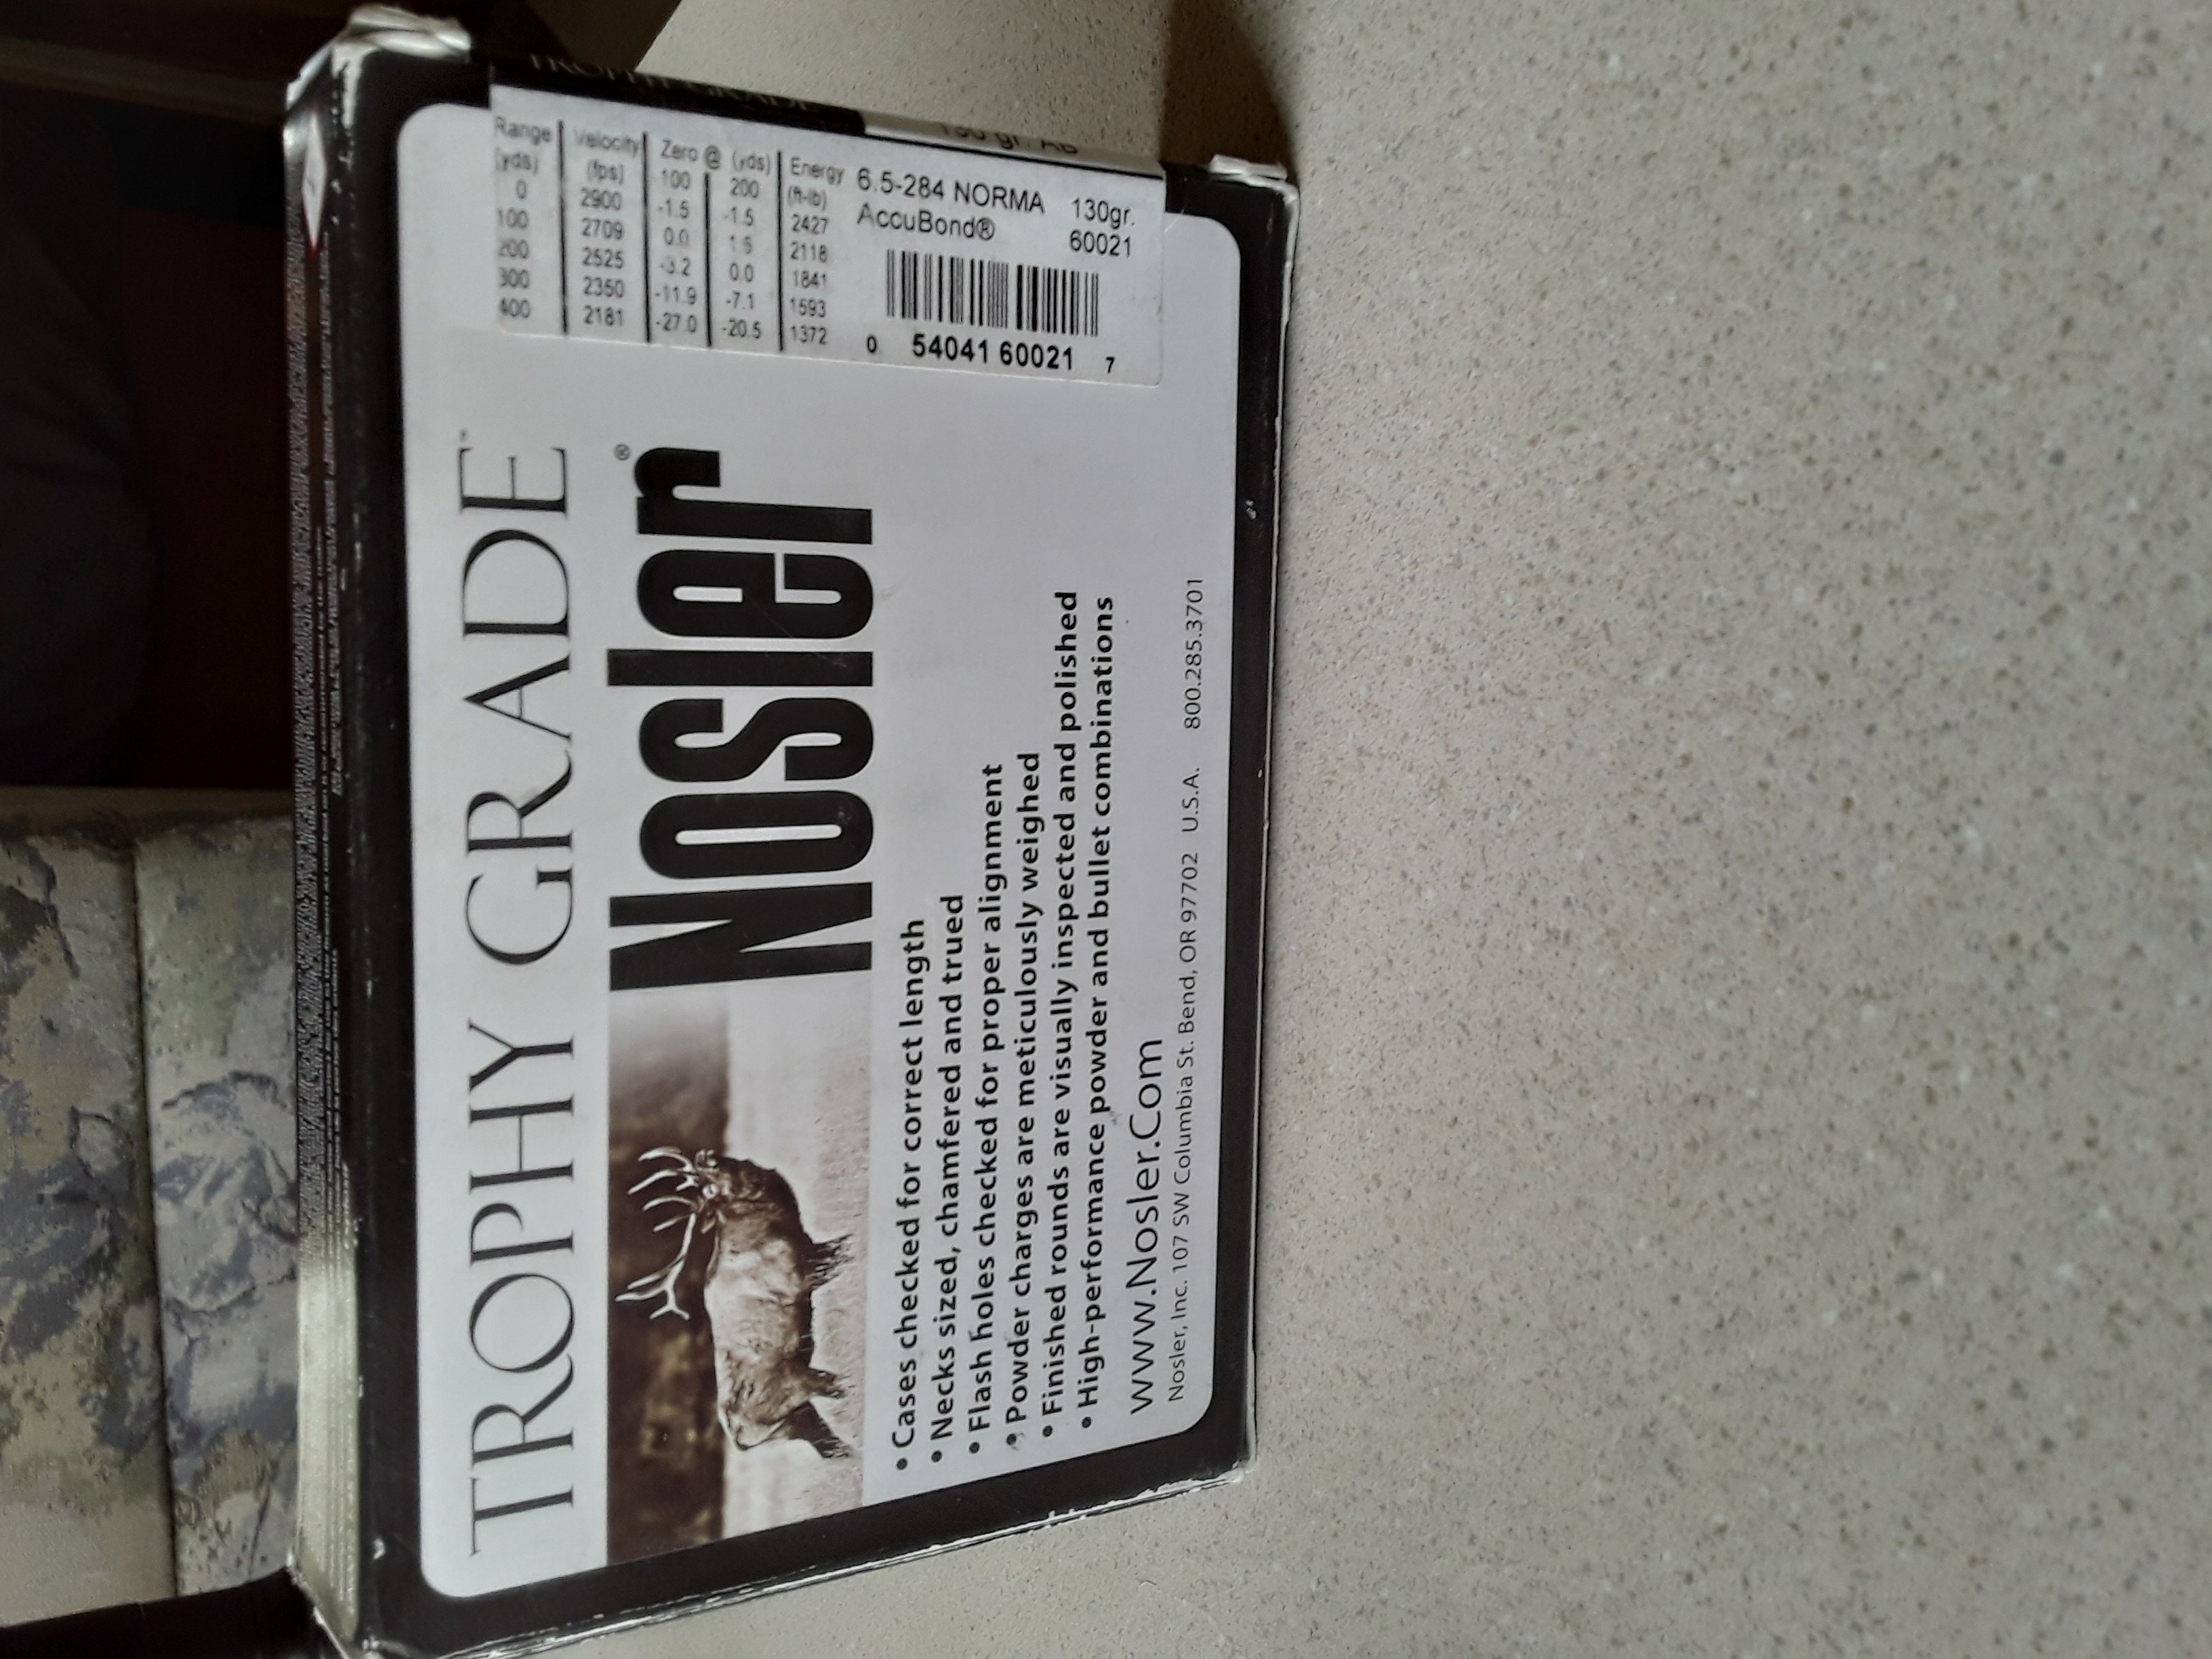 TROPHY GRADE™
Nosler®
• Cases checked for correct length
• Necks sized, chamfered and trued
• Flash holes checked for proper alignment
• Powder charges are meticulously weighed
• Finished rounds are visually inspected and polished
• High-performance powder and bullet combinations
www.Nosler.Com
Nosler, Inc. 107 SW Columbia St. Bend, OR 97702 U.S.A. 800.285.3701
Range Velocity Zero @ (yds) Energy
(yds) (fps) 100 200 (ft-lb)
0 2900 -1.5 -1.5 2427
100 2709 0.0 1.5 2118
200 2525 -3.2 0.0 1841
300 2350 -11.9 -7.1 1593
400 2181 -27.0 -20.5 1372
6.5-284 NORMA 130gr.
AccuBond® 60021
0 54041 60021 7
TROPHY GRADE
130 gr. AB